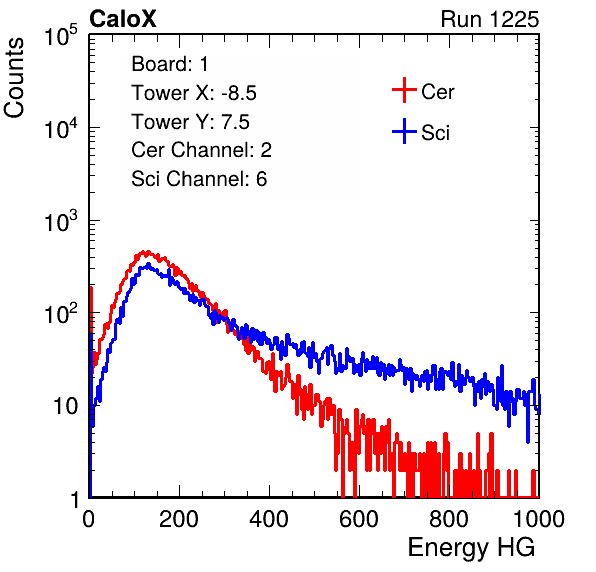 CaloX Run 1225
Counts
Board: 1
Tower X: -8.5
Tower Y: 7.5
Cer Channel: 2
Sci Channel: 6
Cer
Sci
10^5
10^4
10^3
10^2
10
1
0 200 400 600 800 1000
Energy HG